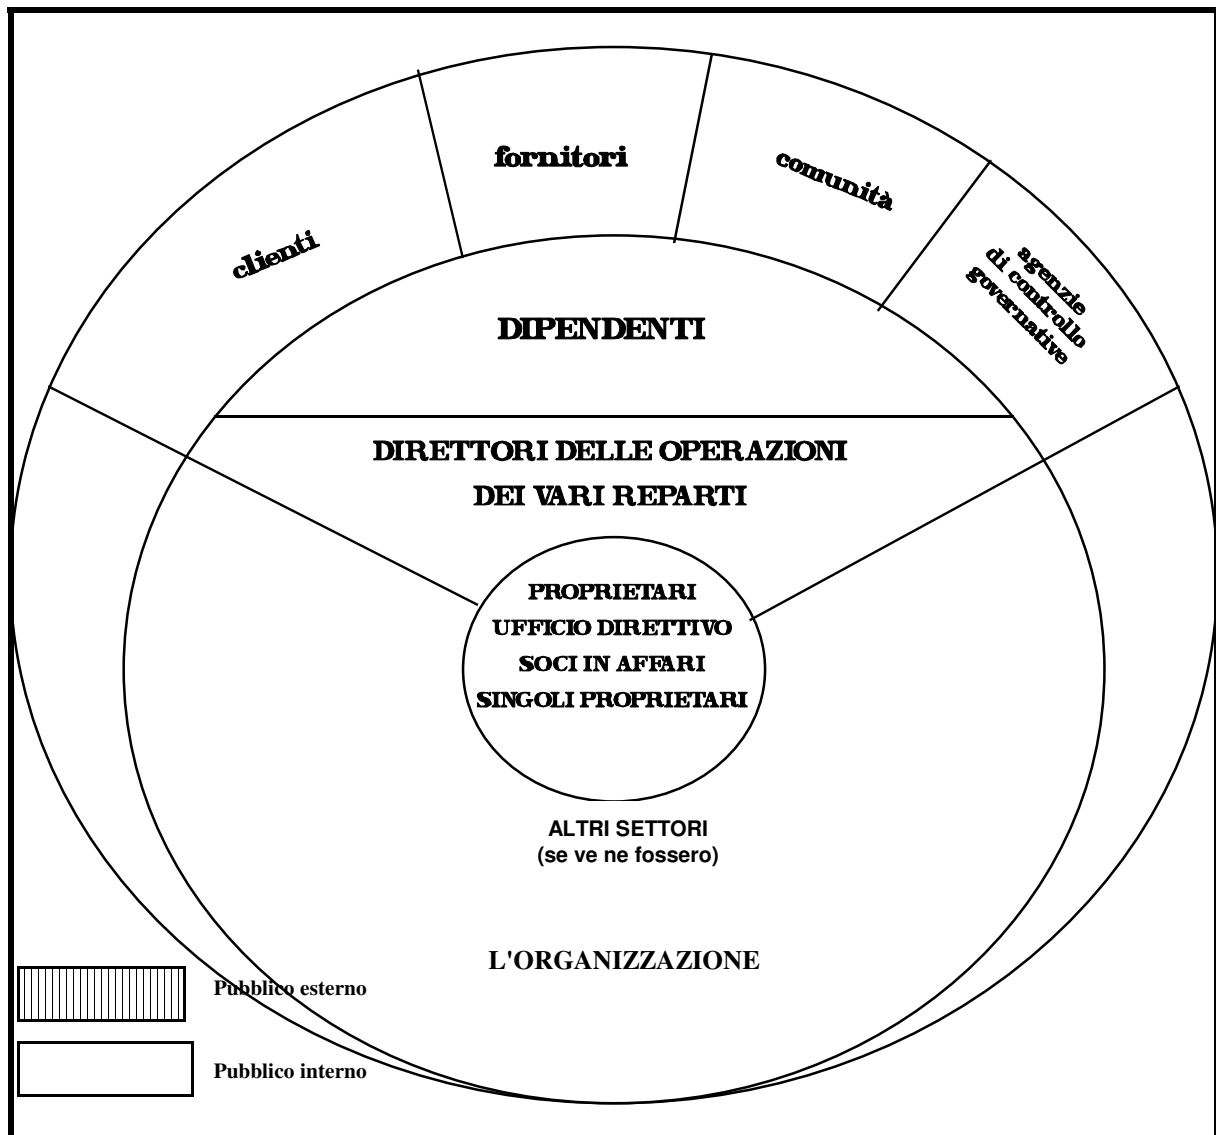 fornitori
comunità
clienti
agenzie
di controllo
governative
DIPENDENTI
DIRETTORI DELLE OPERAZIONI
DEI VARI REPARTI
PROPRIETARI
UFFICIO DIRETTIVO
SOCI IN AFFARI
SINGOLI PROPRIETARI
ALTRI SETTORI
(se ve ne fossero)
L'ORGANIZZAZIONE
Pubblico esterno
Pubblico interno